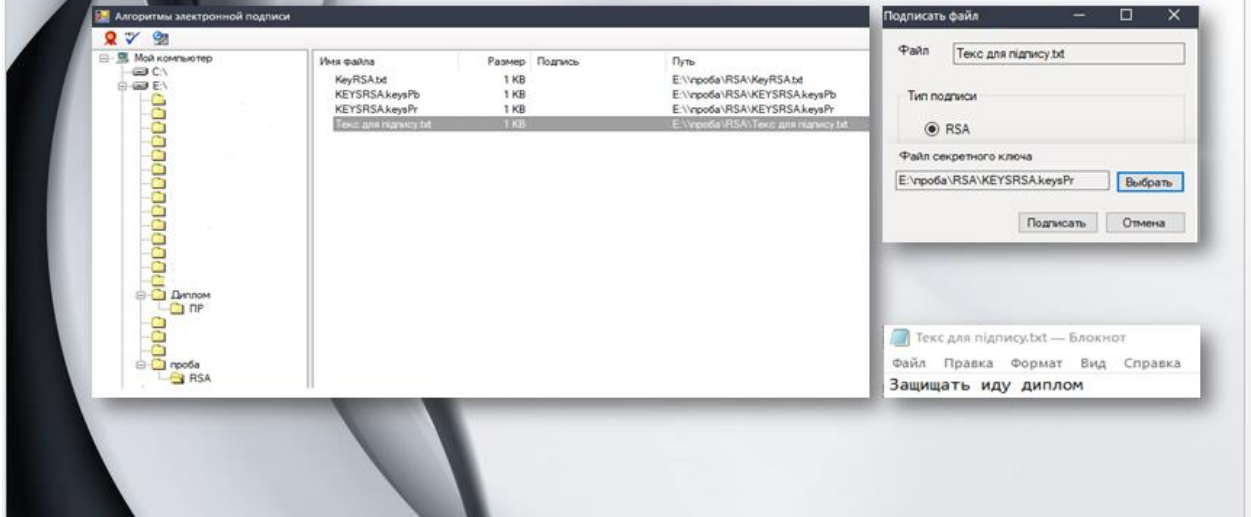 Алгоритмы электронной подписи
Мой компьютер
C:\
E:\
Диплом
ПР
проба
RSA
Имя файла Размер Подпись Путь
KeyRSA.txt 1 KB E:\\проба\RSA\KeyRSA.txt
KEYSRSA.keysPb 1 KB E:\\проба\RSA\KEYSRSA.keysPb
KEYSRSA.keysPr 1 KB E:\\проба\RSA\KEYSRSA.keysPr
Текс для підпису.txt 1 KB E:\\проба\RSA\Текс для підпису.txt
Подписать файл
Файл Текс для підпису.txt
Тип подписи
RSA
Файл секретного ключа
E:\проба\RSA\KEYSRSA.keysPr Выбрать
Подписать Отмена
Текс для підпису.txt — Блокнот
Файл Правка Формат Вид Справка
Защищать иду диплом